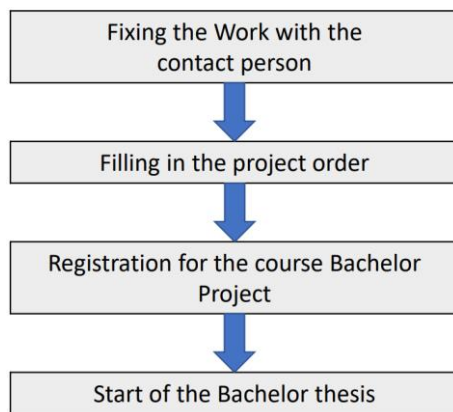 Fixing the Work with the
contact person
Filling in the project order
Registration for the course Bachelor
Project
Start of the Bachelor thesis